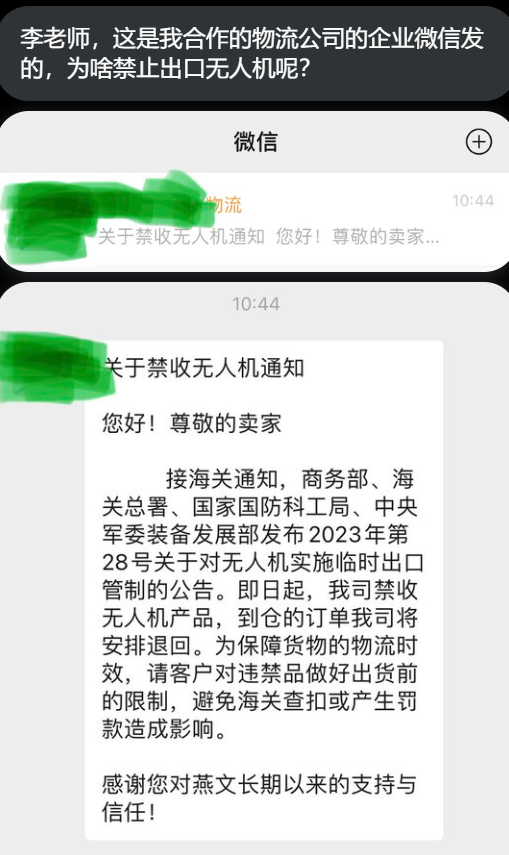 李老师，这是我合作的物流公司的企业微信发
的，为啥禁止出口无人机呢？
微信
物流
10:44
关于禁收无人机通知 您好！尊敬的卖家...
10:44
关于禁收无人机通知
您好！尊敬的卖家
接海关通知，商务部、海
关总署、国家国防科工局、中央
军委装备发展部发布2023年第
28号关于对无人机实施临时出口
管制的公告。即日起，我司禁收
无人机产品，到仓的订单我司将
安排退回。为保障货物的物流时
效，请客户对违禁品做好出货前
的限制，避免海关查扣或产生罚
款造成影响。
感谢您对燕文长期以来的支持与
信任！